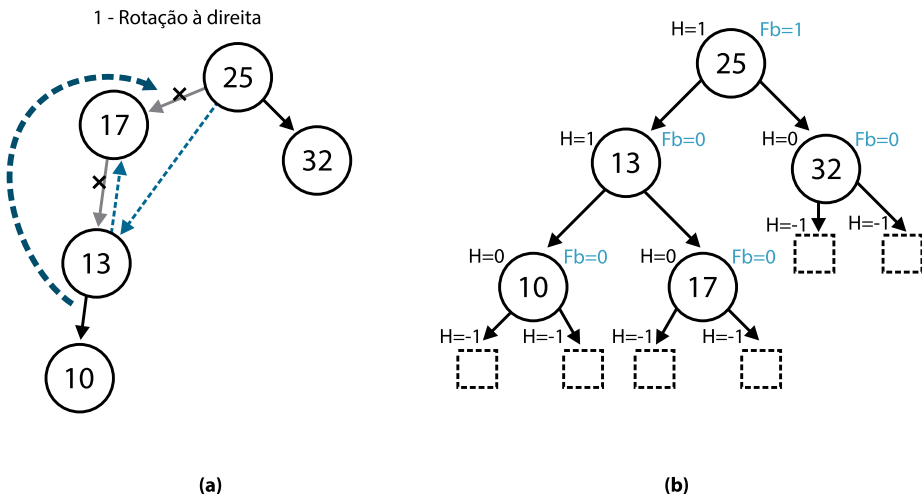 1 - Rotação à direita
25
17
32
13
10
(a)
H=1 Fb=1
25
H=1 Fb=0
13
H=0 Fb=0
32
H=-1 H=-1
H=0 Fb=0
10
H=0 Fb=0
17
H=-1 H=-1 H=-1 H=-1
(b)